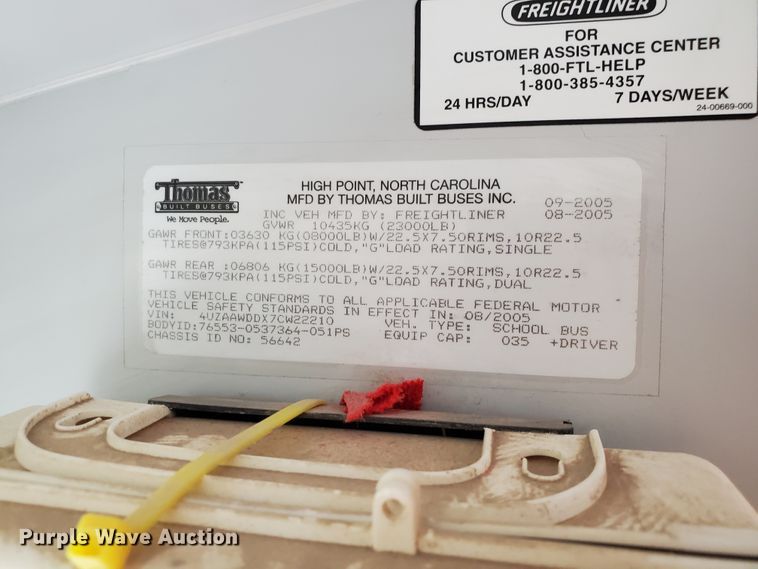 FREIGHTLINER
FOR
CUSTOMER ASSISTANCE CENTER
1-800-FTL-HELP
1-800-385-4357
24 HRS/DAY 7 DAYS/WEEK
24-00669-000
Thomas
BUILT BUSES
We Move People.
HIGH POINT, NORTH CAROLINA
MFD BY THOMAS BUILT BUSES INC. 09-2005
INC VEH MFD BY: FREIGHTLINER 08-2005
GVWR 10435KG (23000LB)
GAWR FRONT:03630 KG(08000LB)W/22.5X7.50RIMS,10R22.5
TIRES@793KPA(115PSI)COLD,"G"LOAD RATING,SINGLE
GAWR REAR :06806 KG(15000LB)W/22.5X7.50RIMS,10R22.5
TIRES@793KPA(115PSI)COLD,"G"LOAD RATING,DUAL
THIS VEHICLE CONFORMS TO ALL APPLICABLE FEDERAL MOTOR
VEHICLE SAFETY STANDARDS IN EFFECT IN: 08/2005
VIN: 4UZAAWDDX7CW22210 VEH. TYPE: SCHOOL BUS
BODYID:76553-0537364-051PS EQUIP CAP: 035 +DRIVER
CHASSIS ID NO: 56642
Purple Wave Auction